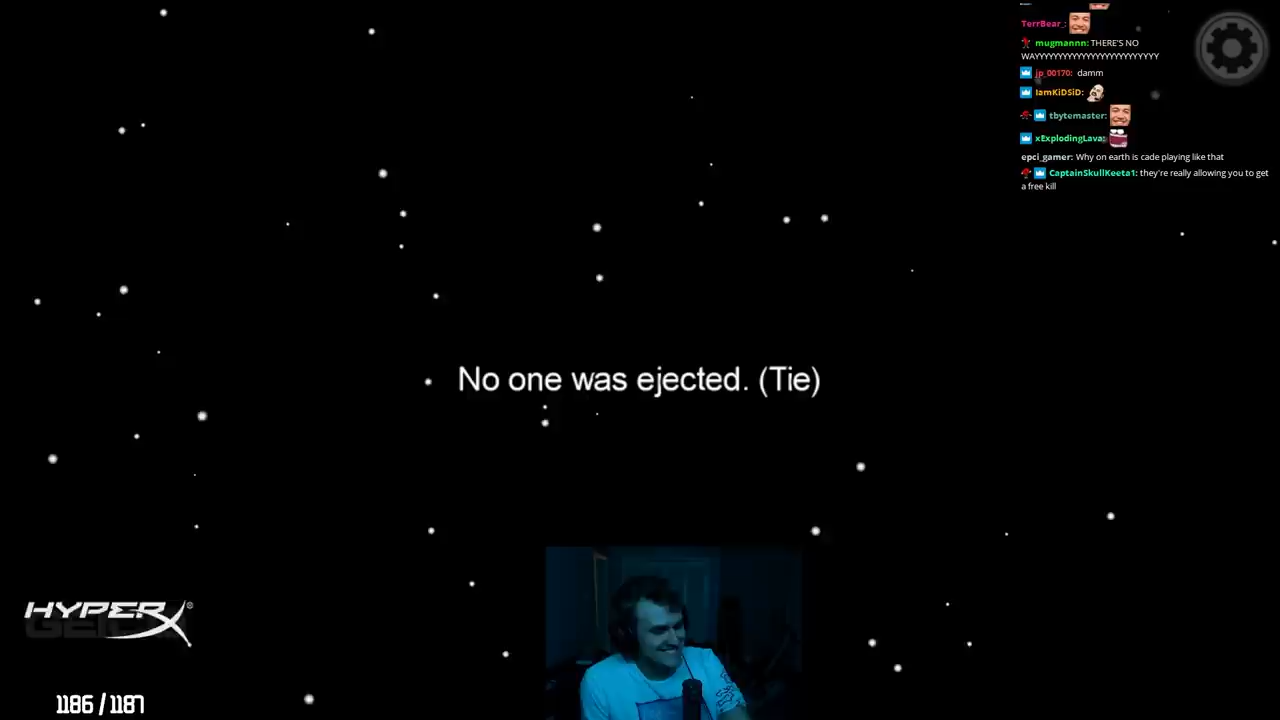 TerrBear_:
mugmannn: THERE'S NO
WAYYYYYYYYYYYYYYYYYYYYYYYYY
jp_00170: damm
IamKiDSiD:
tbytemaster:
xExplodingLava:
epci_gamer: Why on earth is cade playing like that
CaptainSkullKeeta1: they're really allowing you to get
a free kill
No one was ejected. (Tie)
HYPERX®
1186 / 1187